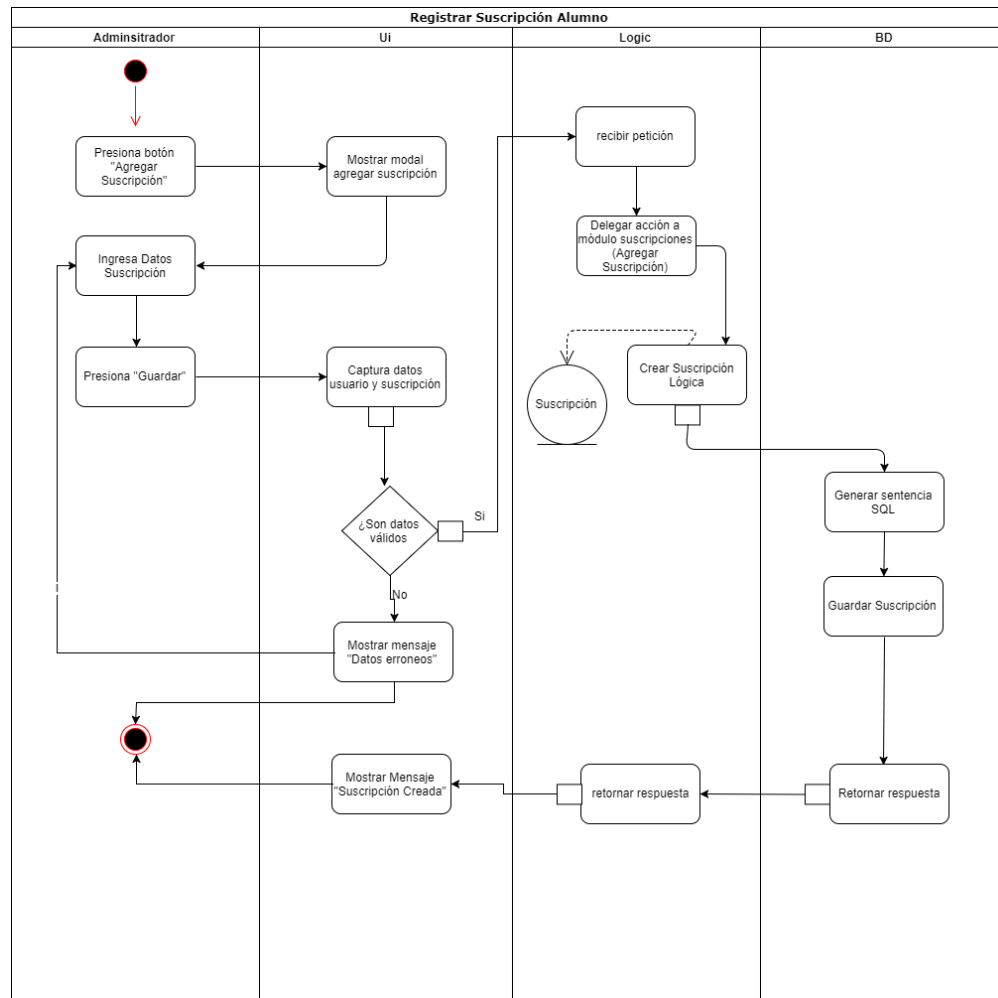 Registrar Suscripción Alumno
Adminsitrador
Ui
Logic
BD
Presiona botón
"Agregar
Suscripción"
Mostrar modal
agregar suscripción
recibir petición
Delegar acción a
módulo suscripciones
(Agregar
Suscripción)
Ingresa Datos
Suscripción
Presiona "Guardar"
Captura datos
usuario y suscripción
Suscripción
Crear Suscripción
Lógica
¿Son datos
válidos
Si
No
Generar sentencia
SQL
Guardar Suscripción
Mostrar mensaje
"Datos erroneos"
Mostrar Mensaje
"Suscripción Creada"
retornar respuesta
Retornar respuesta